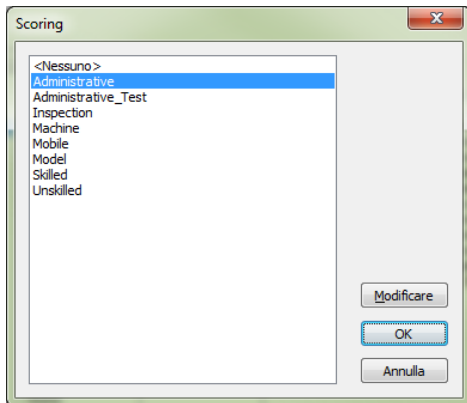 Scoring
<Nessuno>
Administrative
Administrative_Test
Inspection
Machine
Mobile
Model
Skilled
Unskilled
Modificare
OK
Annulla